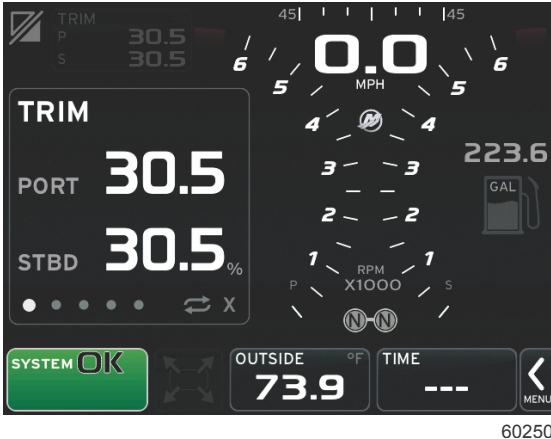 TRIM
P 30.5
S 30.5
45 45
0.0
MPH
6 6
5 5
4 4
3 3
2 2
1 1
RPM
X1000
P S
N N
TRIM
PORT 30.5
STBD 30.5 %
X
223.6
GAL
SYSTEM OK
OUTSIDE °F
73.9
TIME
---
MENU
60250